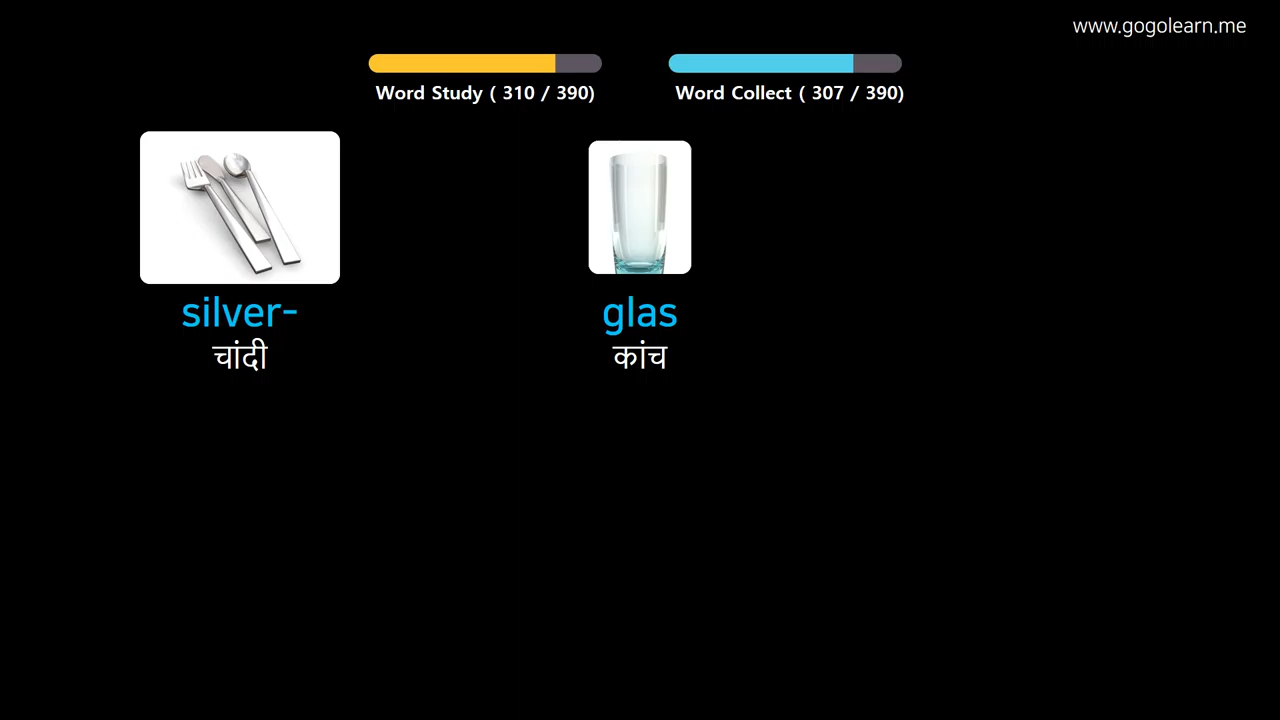 www.gogolearn.me
Word Study ( 310 / 390)
Word Collect ( 307 / 390)
silver-
glas
चांदी
कांच